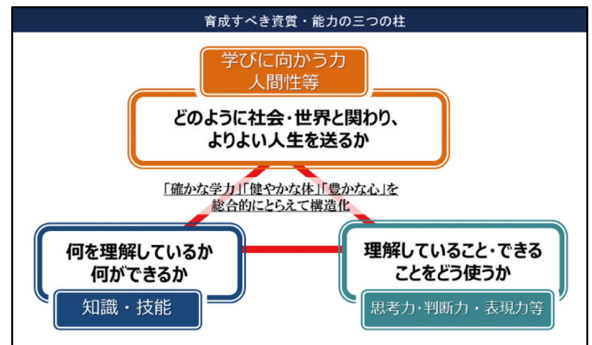 育成すべき資質・能力の三つの柱
学びに向かう力
人間性等
どのように社会・世界と関わり、
よりよい人生を送るか
「確かな学力」「健やかな体」「豊かな心」を
総合的にとらえて構造化
何を理解しているか
何ができるか
知識・技能
理解していること・できる
ことをどう使うか
思考力・判断力・表現力等